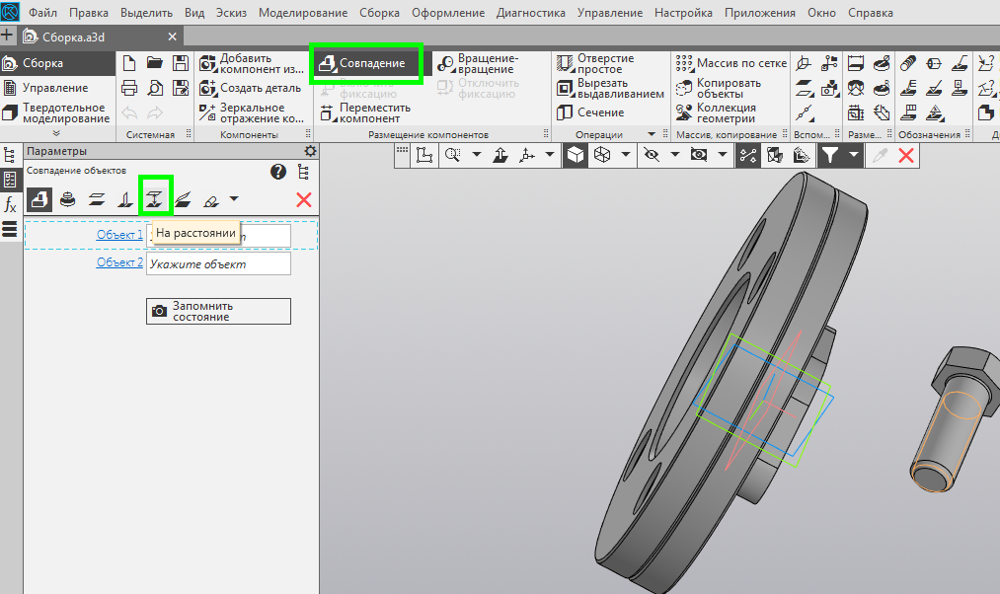 Файл Правка Выделить Вид Эскиз Моделирование Сборка Оформление Диагностика Управление Настройка Приложения Окно Справка
Сборка.a3d
Сборка
Управление
Твердотельное
моделирование
Системная
Добавить
компонент из...
Создать деталь
Зеркальное
отражение ко...
Компоненты
Совпадение
Включить
фиксацию
Переместить
компонент
Вращение-
вращение
Отключить
фиксацию
Размещение компонентов
Отверстие
простое
Вырезать
выдавливанием
Сечение
Операции
Массив по сетке
Копировать
объекты
Коллекция
геометрии
Массив, копирование
Вспом...
Разме...
Обозначения
Параметры
Совпадение объектов
На расстоянии
Объект 1
Объект 2 Укажите объект
Запомнить
состояние